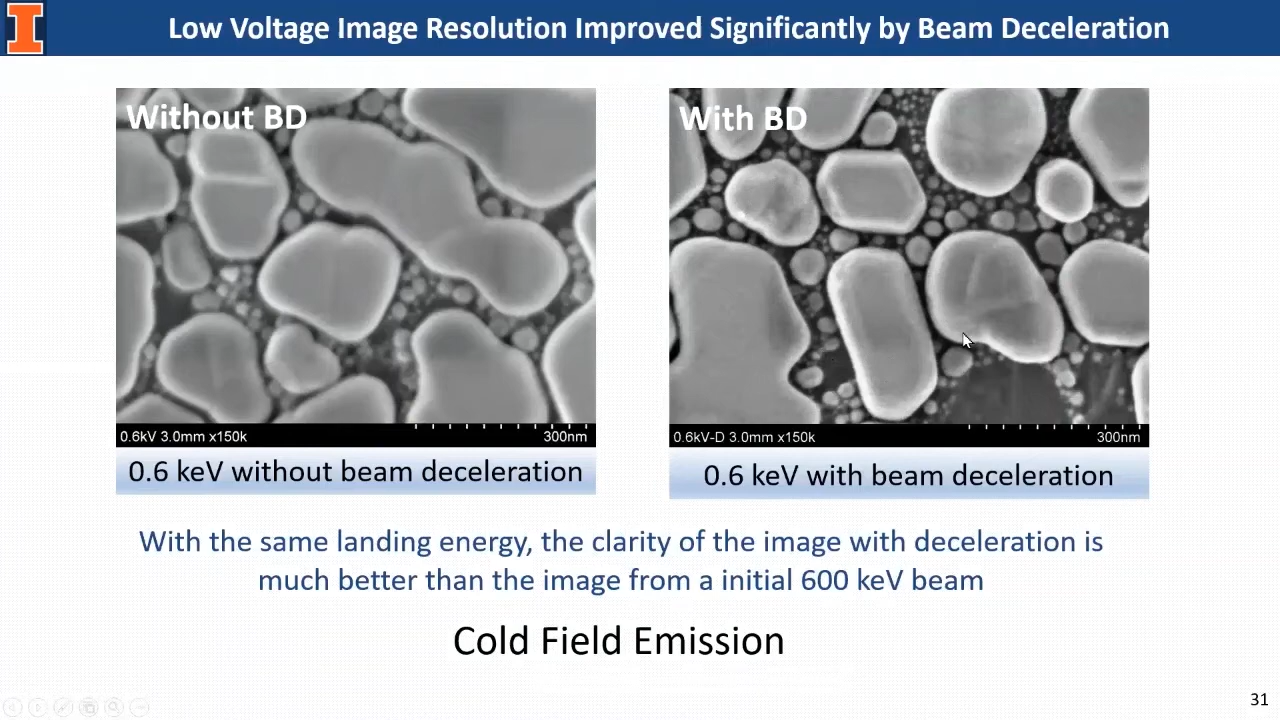 Low Voltage Image Resolution Improved Significantly by Beam Deceleration
Without BD
With BD
0.6kV 3.0mm x150k
300nm
0.6kV-D 3.0mm x150k
300nm
0.6 keV without beam deceleration
0.6 keV with beam deceleration
With the same landing energy, the clarity of the image with deceleration is
much better than the image from a initial 600 keV beam
Cold Field Emission
31